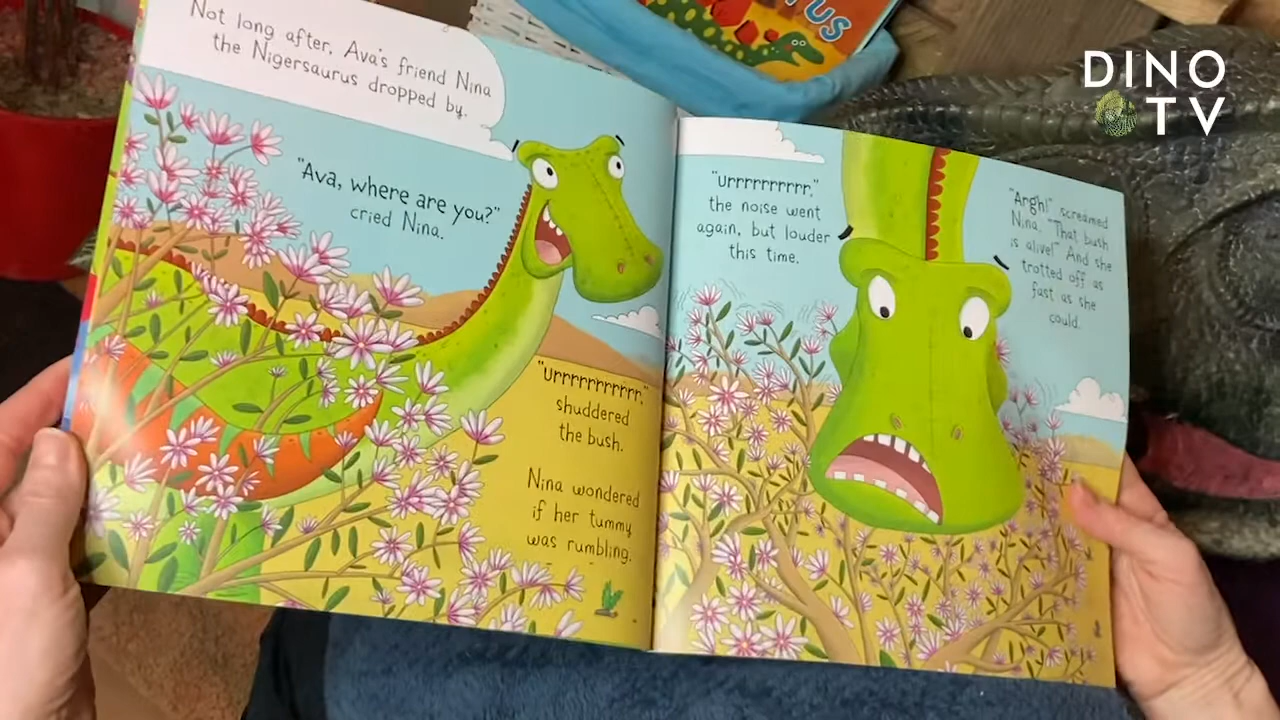 Not long after, Ava's friend Nina
the Nigersaurus dropped by.
"Ava, where are you?"
cried Nina.
"Urrrrrrrrrrr,"
shuddered
the bush.
Nina wondered
if her tummy
was rumbling.
"Urrrrrrrrrr,"
the noise went
again, but louder
this time.
"Argh!" screamed
Nina. "That bush
is alive!" And she
trotted off as
fast as she
could.
DINO
TV